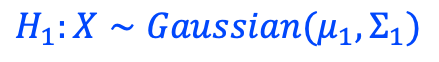 H₁: X ~ Gaussian(μ₁, Σ₁)